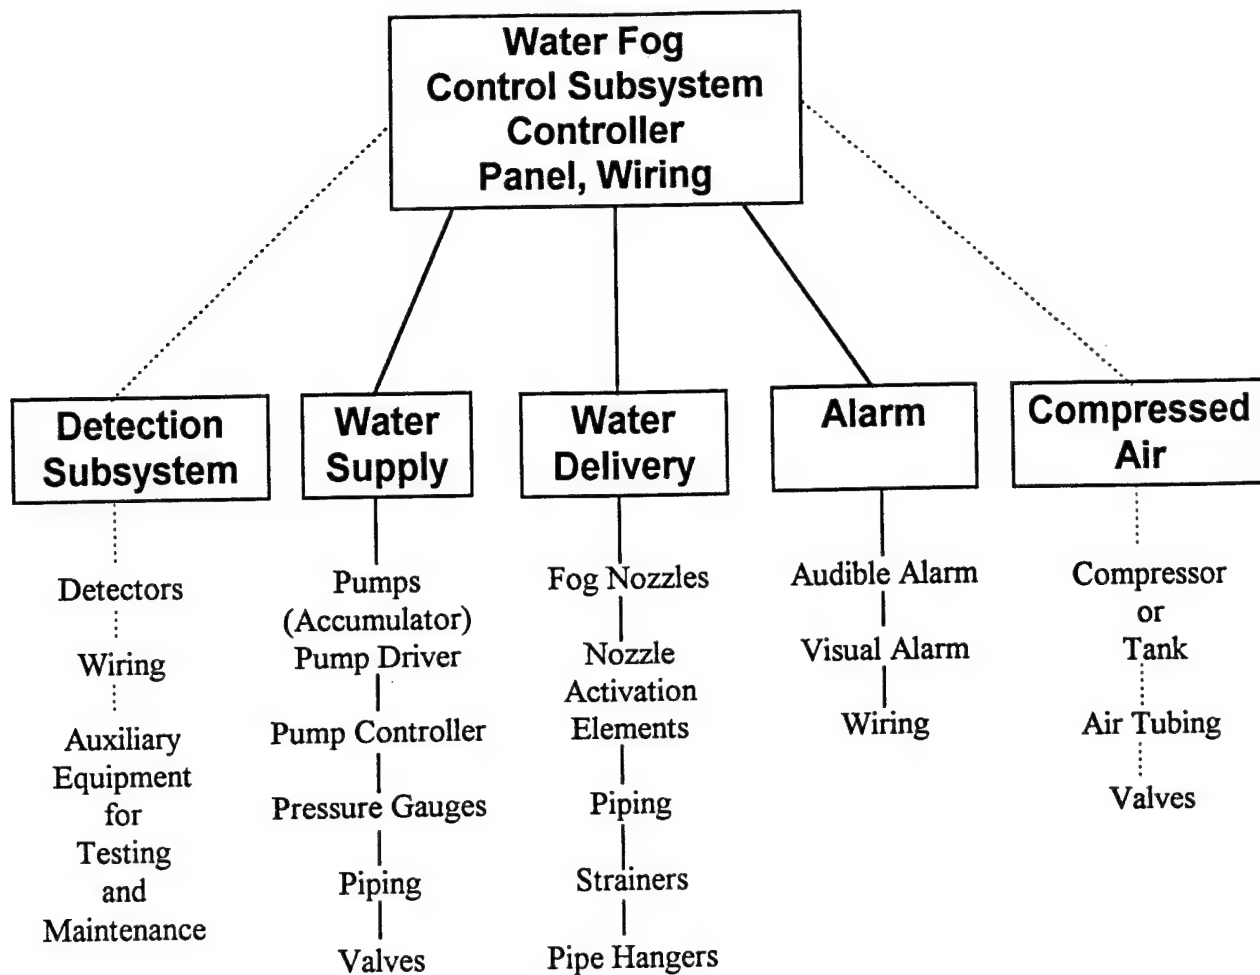 Water Fog
Control Subsystem
Controller
Panel, Wiring
Detection
Subsystem
Detectors
Wiring
Auxiliary
Equipment
for
Testing
and
Maintenance
Water
Supply
Pumps
(Accumulator)
Pump Driver
Pump Controller
Pressure Gauges
Piping
Valves
Water
Delivery
Fog Nozzles
Nozzle
Activation
Elements
Piping
Strainers
Pipe Hangers
Alarm
Audible Alarm
Visual Alarm
Wiring
Compressed
Air
Compressor
or
Tank
Air Tubing
Valves